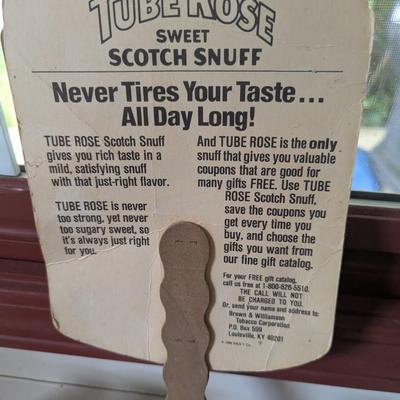 TUBE ROSE
SWEET
SCOTCH SNUFF
Never Tires Your Taste...
All Day Long!
TUBE ROSE Scotch Snuff
gives you rich taste in a
mild, satisfying snuff
with that just-right flavor.
TUBE ROSE is never
too strong, yet never
too sugary sweet, so
it's always just right
for you.
And TUBE ROSE is the only
snuff that gives you valuable
coupons that are good for
many gifts FREE. Use TUBE
ROSE Scotch Snuff,
save the coupons you
get every time you
buy, and choose the
gifts you want from
our fine gift catalog.
For your FREE gift catalog,
call us free at 1-800-626-5510.
THE CALL WILL NOT
BE CHARGED TO YOU.
Or, send your name and address to:
Brown & Williamson
Tobacco Corporation
P.O. Box 599
Louisville, KY 40201